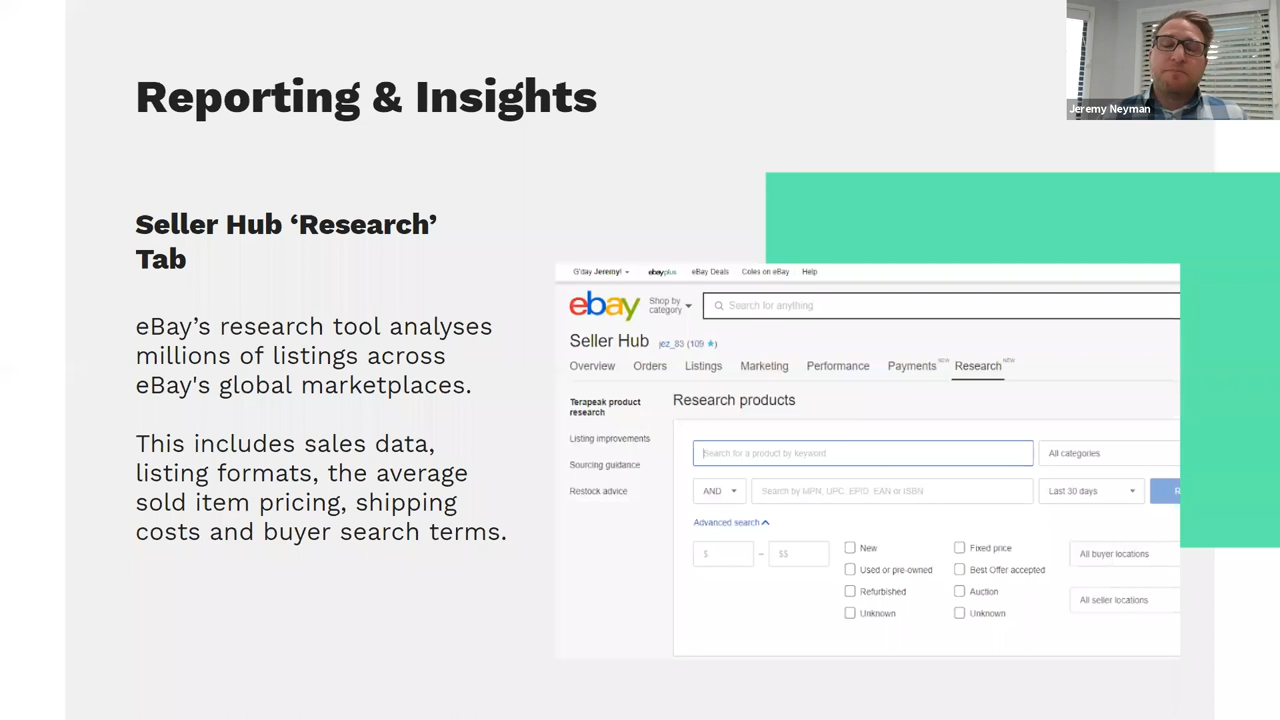 Reporting & Insights
Jeremy Neyman
Seller Hub ‘Research’
Tab
eBay’s research tool analyses
millions of listings across
eBay's global marketplaces.
This includes sales data,
listing formats, the average
sold item pricing, shipping
costs and buyer search terms.
G'day Jeremy! ebayplus eBay Deals Coles on eBay Help
ebay Shop by category Search for anything
Seller Hub jez_83 (109 ★)
Overview Orders Listings Marketing Performance Payments NEW Research NEW
Terapeak product
research
Listing improvements
Sourcing guidance
Restock advice
Research products
Search for a product by keyword All categories
AND Search by MPN, UPC, EPID, EAN or ISBN Last 30 days R
Advanced search
$ – $$
New Fixed price All buyer locations
Used or pre-owned Best Offer accepted
Refurbished Auction All seller locations
Unknown Unknown